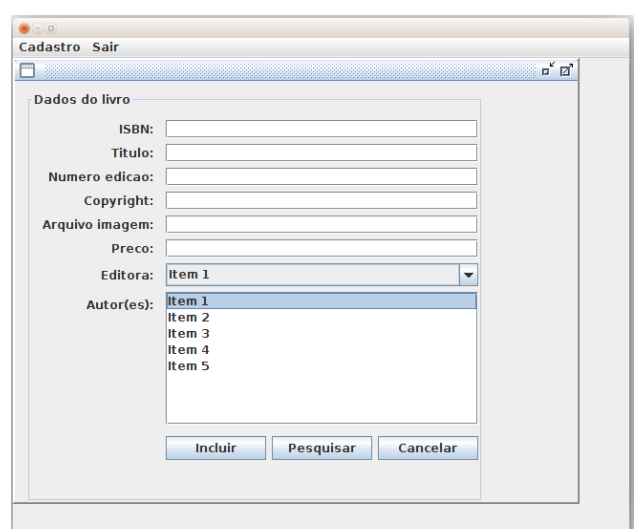 Cadastro Sair
Dados do livro
ISBN:
Titulo:
Numero edicao:
Copyright:
Arquivo imagem:
Preco:
Editora: Item 1
Autor(es): Item 1
Item 2
Item 3
Item 4
Item 5
Incluir Pesquisar Cancelar